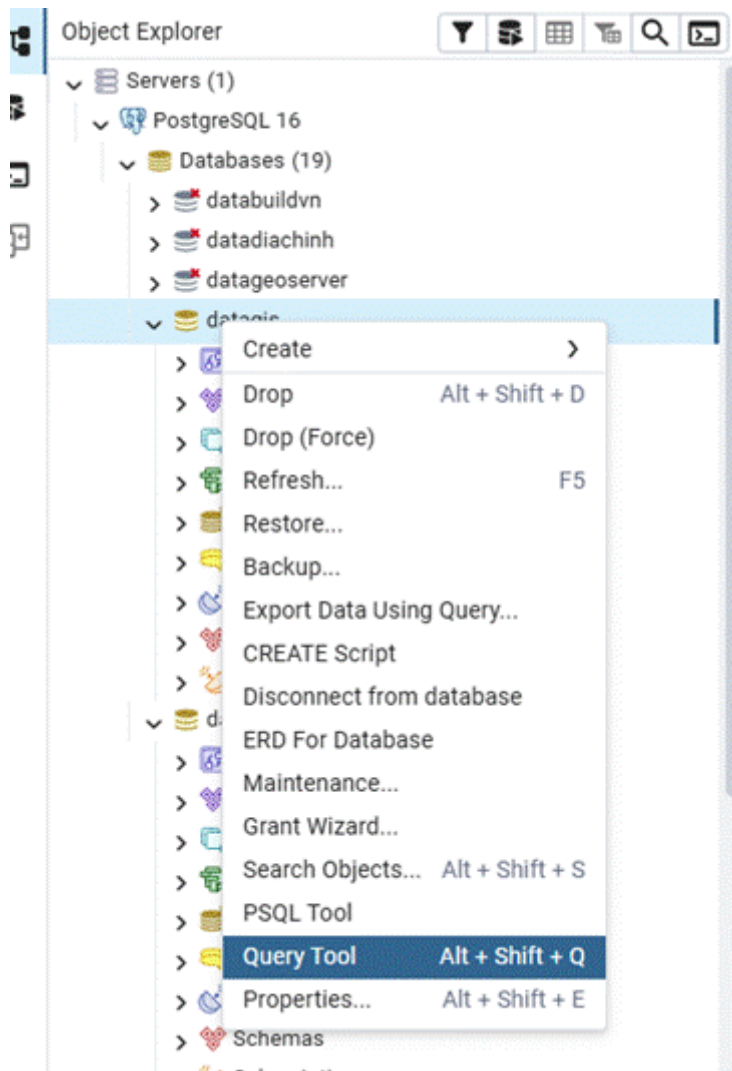 Object Explorer
Servers (1)
PostgreSQL 16
Databases (19)
databuildvn
datadiachinh
datageoserver
datagis
Create
Drop Alt + Shift + D
Drop (Force)
Refresh... F5
Restore...
Backup...
Export Data Using Query...
CREATE Script
Disconnect from database
ERD For Database
Maintenance...
Grant Wizard...
Search Objects... Alt + Shift + S
PSQL Tool
Query Tool Alt + Shift + Q
Properties... Alt + Shift + E
Schemas